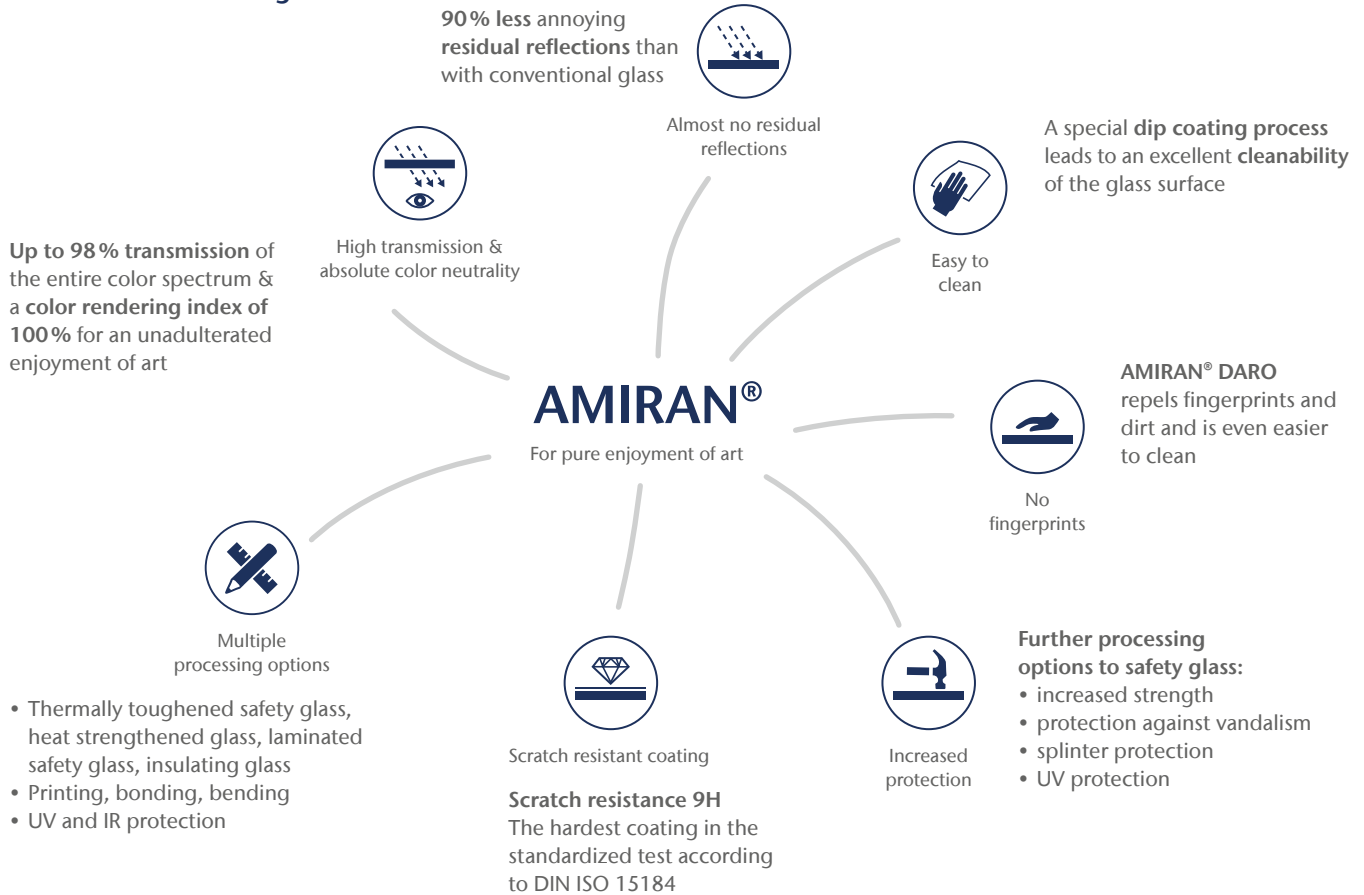 90 % less annoying
residual reflections than
with conventional glass
Almost no residual
reflections
A special dip coating process
leads to an excellent cleanability
of the glass surface
Easy to
clean
High transmission &
absolute color neutrality
Up to 98 % transmission of
the entire color spectrum &
a color rendering index of
100 % for an unadulterated
enjoyment of art
AMIRAN®
For pure enjoyment of art
AMIRAN® DARO
repels fingerprints and
dirt and is even easier
to clean
No
fingerprints
Multiple
processing options
• Thermally toughened safety glass,
heat strengthened glass, laminated
safety glass, insulating glass
• Printing, bonding, bending
• UV and IR protection
Scratch resistant coating
Scratch resistance 9H
The hardest coating in the
standardized test according
to DIN ISO 15184
Increased
protection
Further processing
options to safety glass:
• increased strength
• protection against vandalism
• splinter protection
• UV protection